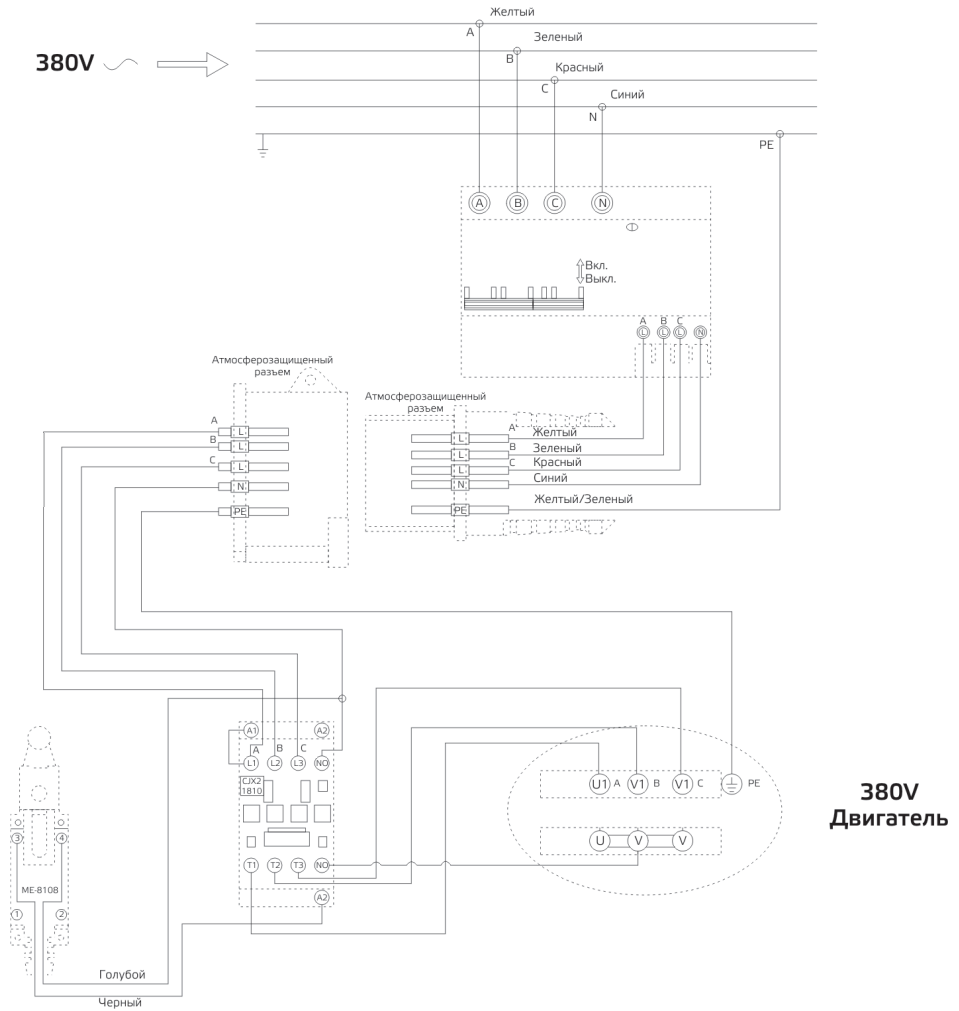 Желтый
A
Зеленый
380V
B
Красный
C
Синий
N
PE
A B C N
Вкл.
Выкл.
A B C
L L L N
Атмосферозащищенный
разъем
Атмосферозащищенный
разъем
A
L
B
L
C
L
N
PE
A
L
Желтый
B
L
Зеленый
C
L
Красный
N
Синий
PE
Желтый/Зеленый
A1 A2
A B C
L1 L2 L3 NO
CJX2
1810
T1 T2 T3 NO
A2
U1 A V1 B V1 C PE
U V V
380V
Двигатель
3 4
ME-8108
1 2
Голубой
Черный